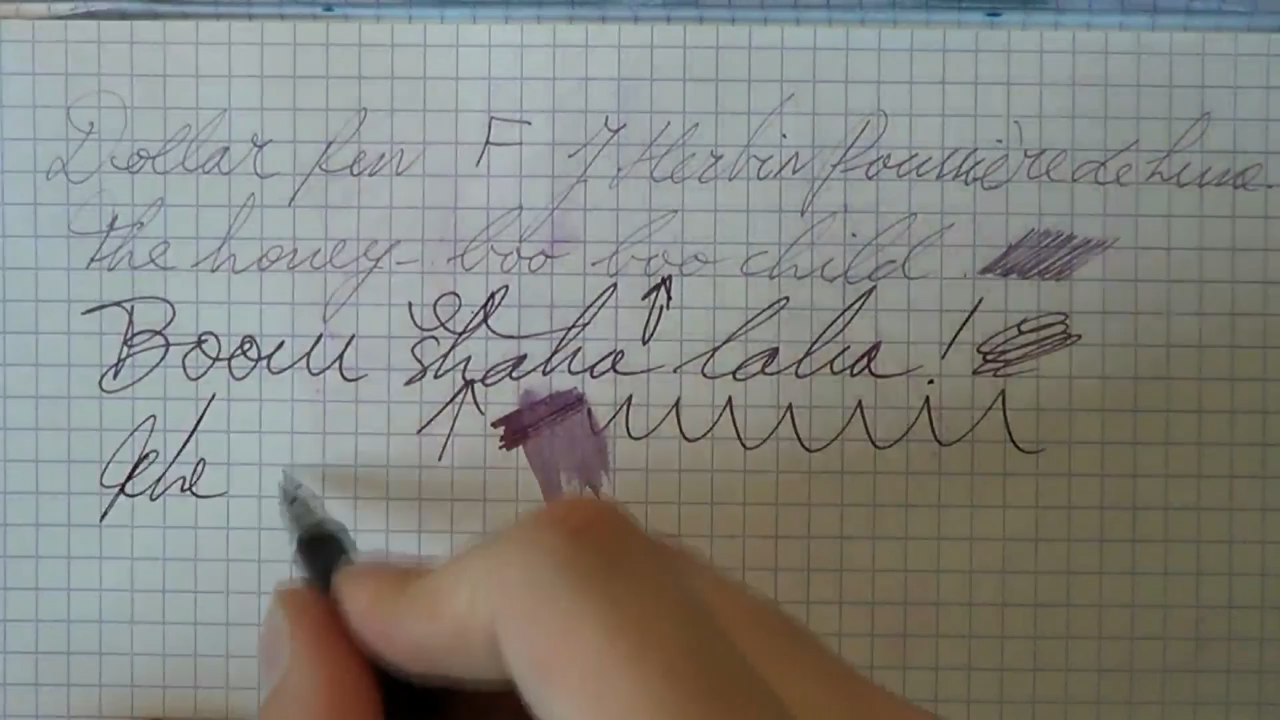 Dollar pen F J Herbin Poussière de Lune
the honey-boo boo child
Boom shaka laka!
the